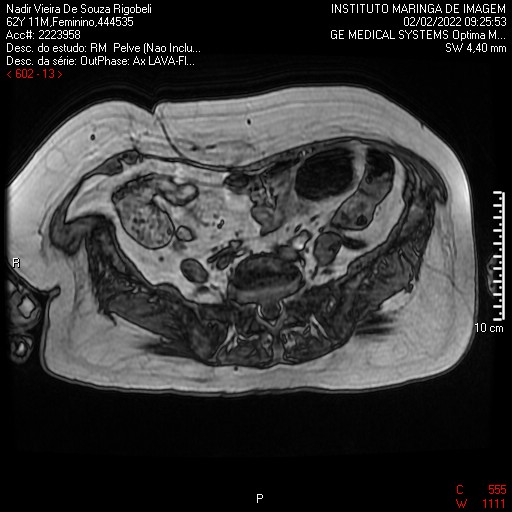 Nadir Vieira De Souza Rigobeli
62Y 11M,Feminino,444535
Acc#: 2223958
Desc. do estudo: RM Pelve (Nao Inclu...
Desc. da série: OutPhase: Ax LAVA-Fl...
< 602 - 13 >
INSTITUTO MARINGA DE IMAGEM
02/02/2022 09:25:53
GE MEDICAL SYSTEMS Optima M...
SW 4,40 mm
R
10 cm
P
C 555
W 1111